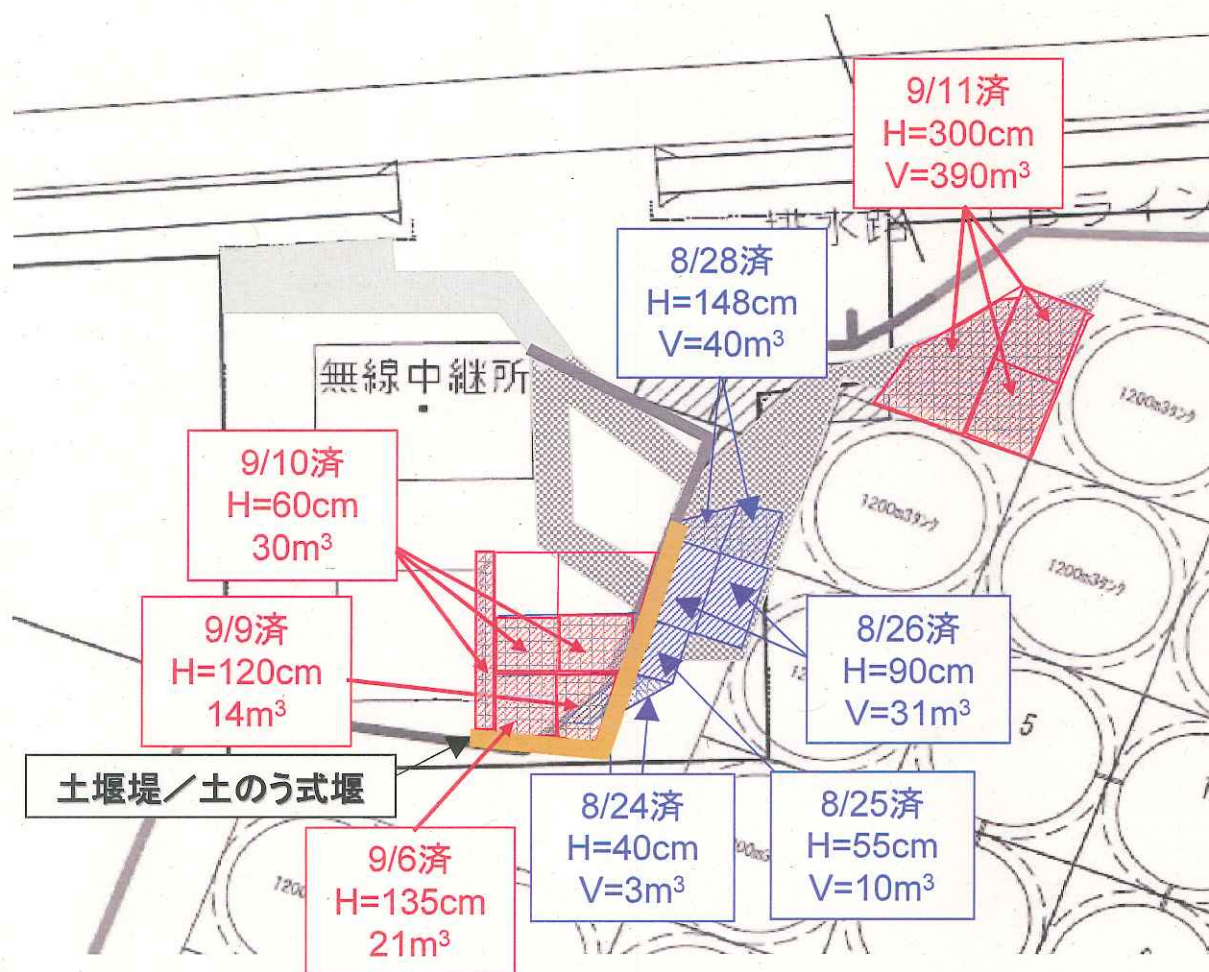 9/11済
H=300cm
V=390m³
8/28済
H=148cm
V=40m³
無線中継所
1200m3タンク
9/10済
H=60cm
30m³
1200m3タンク
1200m3タンク
9/9済
H=120cm
14m³
8/26済
H=90cm
V=31m³
5
土堰堤／土のう式堰
8/24済
H=40cm
V=3m³
8/25済
H=55cm
V=10m³
9/6済
H=135cm
21m³